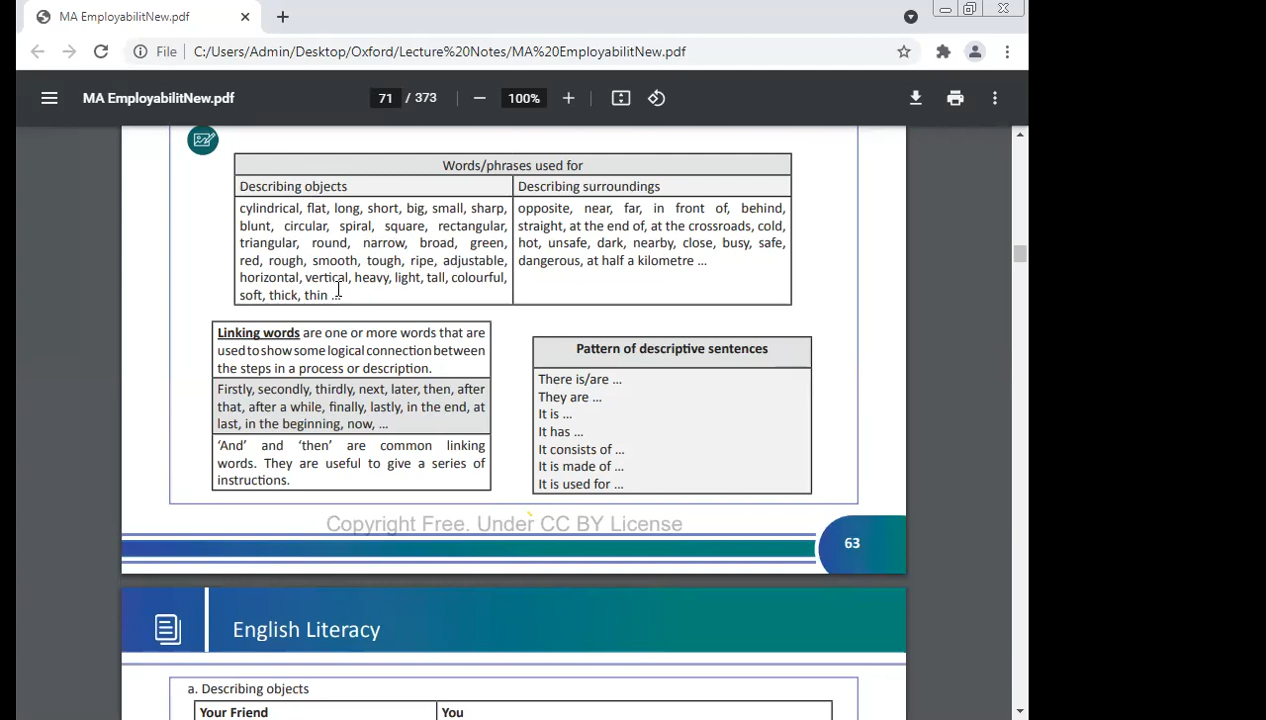 MA EmployabilitNew.pdf
File
C:/Users/Admin/Desktop/Oxford/Lecture%20Notes/MA%20EmployabilitNew.pdf
MA EmployabilitNew.pdf
71 / 373
100%
Words/phrases used for
Describing objects
cylindrical, flat, long, short, big, small, sharp,
blunt, circular, spiral, square, rectangular,
triangular, round, narrow, broad, green,
red, rough, smooth, tough, ripe, adjustable,
horizontal, vertical, heavy, light, tall, colourful,
soft, thick, thin ...
Describing surroundings
opposite, near, far, in front of, behind,
straight, at the end of, at the crossroads, cold,
hot, unsafe, dark, nearby, close, busy, safe,
dangerous, at half a kilometre ...
Linking words are one or more words that are
used to show some logical connection between
the steps in a process or description.
Firstly, secondly, thirdly, next, later, then, after
that, after a while, finally, lastly, in the end, at
last, in the beginning, now, ...
‘And’ and ‘then’ are common linking
words. They are useful to give a series of
instructions.
Pattern of descriptive sentences
There is/are ...
They are ...
It is ...
It has ...
It consists of ...
It is made of ...
It is used for ...
Copyright Free. Under CC BY License
63
English Literacy
a. Describing objects
Your Friend
You